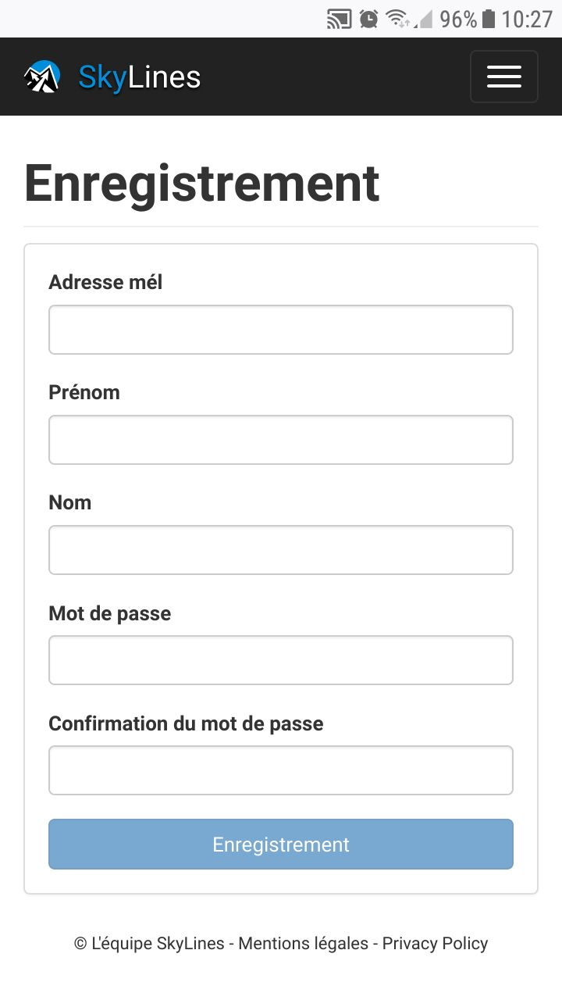 96% 10:27
SkyLines
Enregistrement
Adresse mél
Prénom
Nom
Mot de passe
Confirmation du mot de passe
Enregistrement
© L'équipe SkyLines - Mentions légales - Privacy Policy